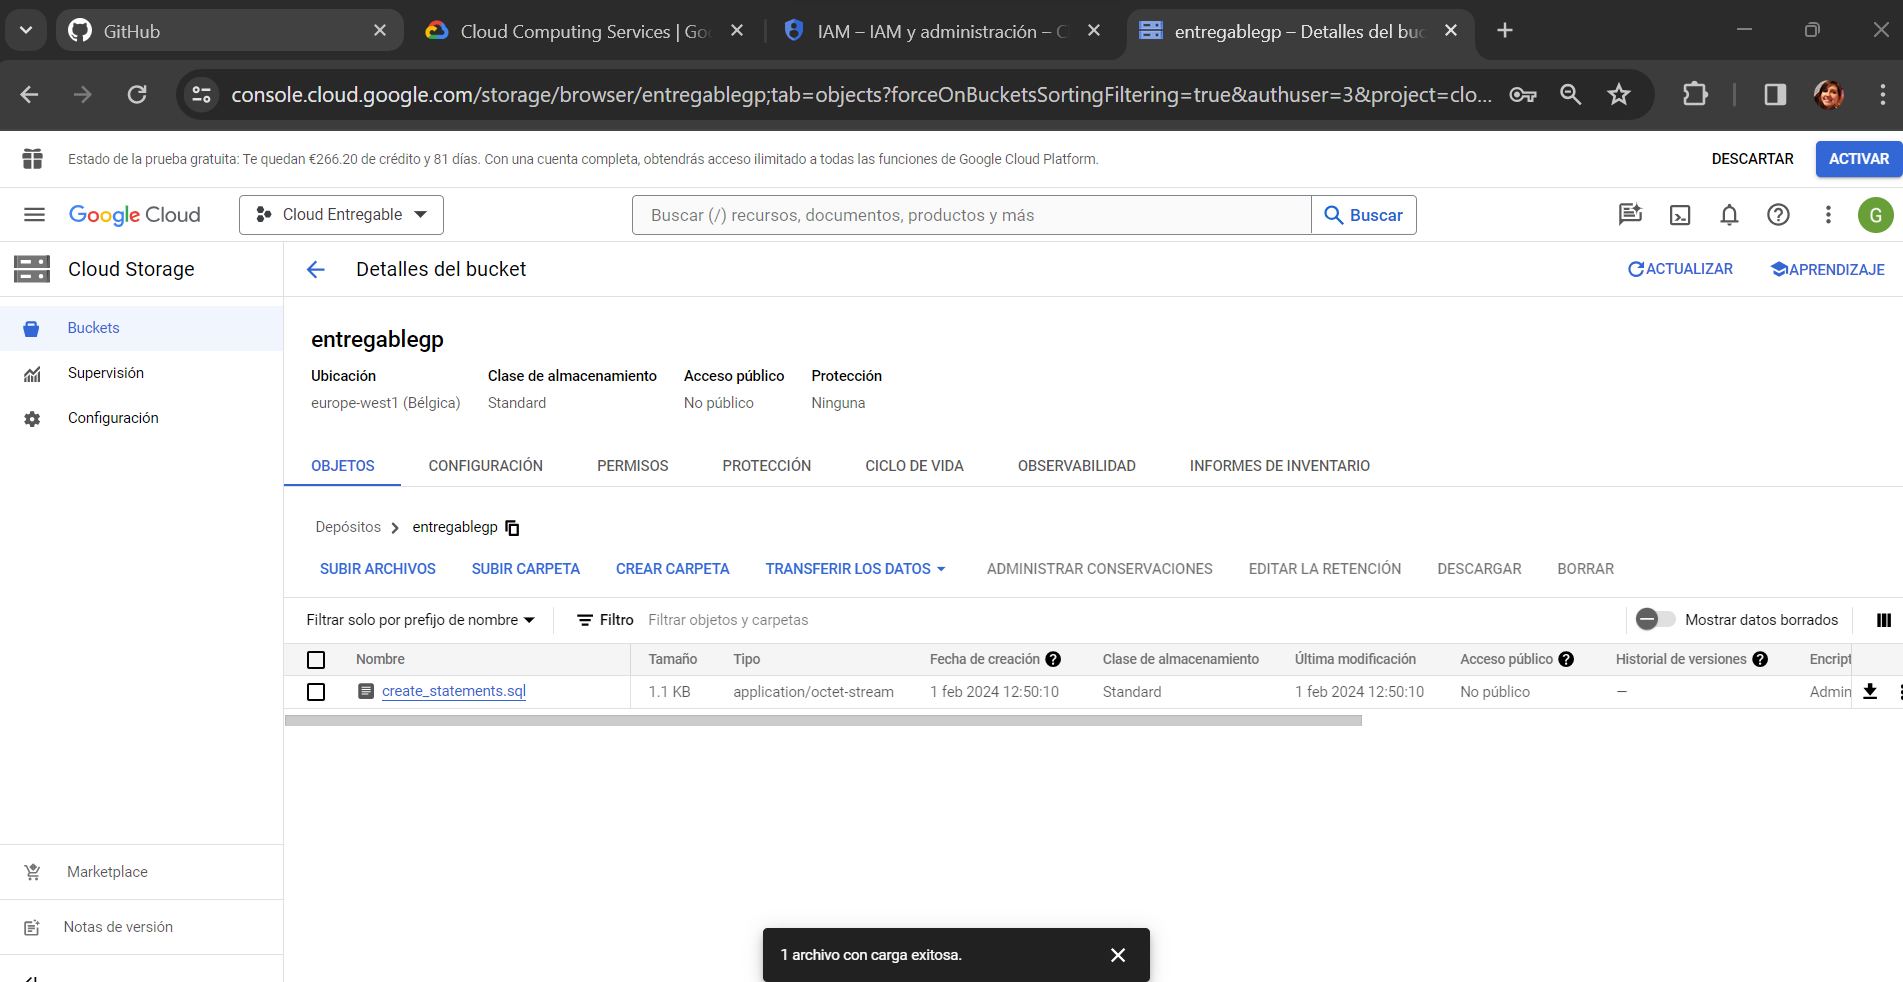 GitHub
Cloud Computing Services | Goo
IAM – IAM y administración – C
entregablegp – Detalles del buc
console.cloud.google.com/storage/browser/entregablegp;tab=objects?forceOnBucketsSortingFiltering=true&authuser=3&project=clo...
Estado de la prueba gratuita: Te quedan €266.20 de crédito y 81 días. Con una cuenta completa, obtendrás acceso ilimitado a todas las funciones de Google Cloud Platform.
DESCARTAR
ACTIVAR
Google Cloud
Cloud Entregable
Buscar (/) recursos, documentos, productos y más
Buscar
G
Cloud Storage
Detalles del bucket
ACTUALIZAR
APRENDIZAJE
Buckets
Supervisión
Configuración
entregablegp
Ubicación Clase de almacenamiento Acceso público Protección
europe-west1 (Bélgica) Standard No público Ninguna
OBJETOS CONFIGURACIÓN PERMISOS PROTECCIÓN CICLO DE VIDA OBSERVABILIDAD INFORMES DE INVENTARIO
Depósitos entregablegp
SUBIR ARCHIVOS SUBIR CARPETA CREAR CARPETA TRANSFERIR LOS DATOS ADMINISTRAR CONSERVACIONES EDITAR LA RETENCIÓN DESCARGAR BORRAR
Filtrar solo por prefijo de nombre Filtro Filtrar objetos y carpetas Mostrar datos borrados
Nombre Tamaño Tipo Fecha de creación Clase de almacenamiento Última modificación Acceso público Historial de versiones Encript
create_statements.sql 1.1 KB application/octet-stream 1 feb 2024 12:50:10 Standard 1 feb 2024 12:50:10 No público — Admin
Marketplace
Notas de versión
1 archivo con carga exitosa.